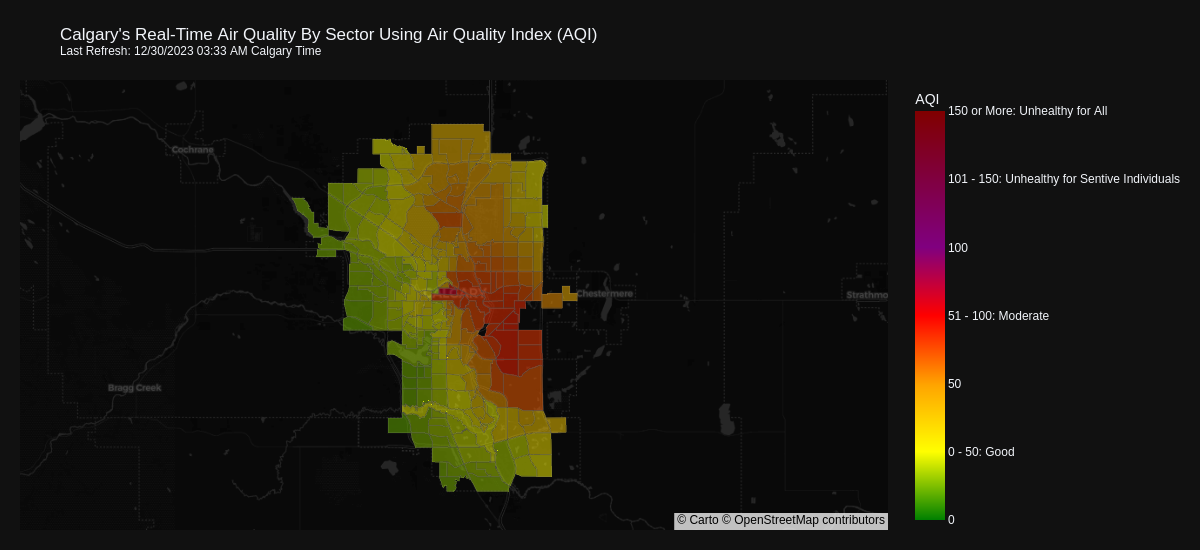 Calgary's Real-Time Air Quality By Sector Using Air Quality Index (AQI)
Last Refresh: 12/30/2023 03:33 AM Calgary Time
AQI
150 or More: Unhealthy for All
Cochrane
101 - 150: Unhealthy for Sentive Individuals
100
CALGARY
Chestermere
Strathmo
51 - 100: Moderate
50
Bragg Creek
0 - 50: Good
© Carto © OpenStreetMap contributors
0